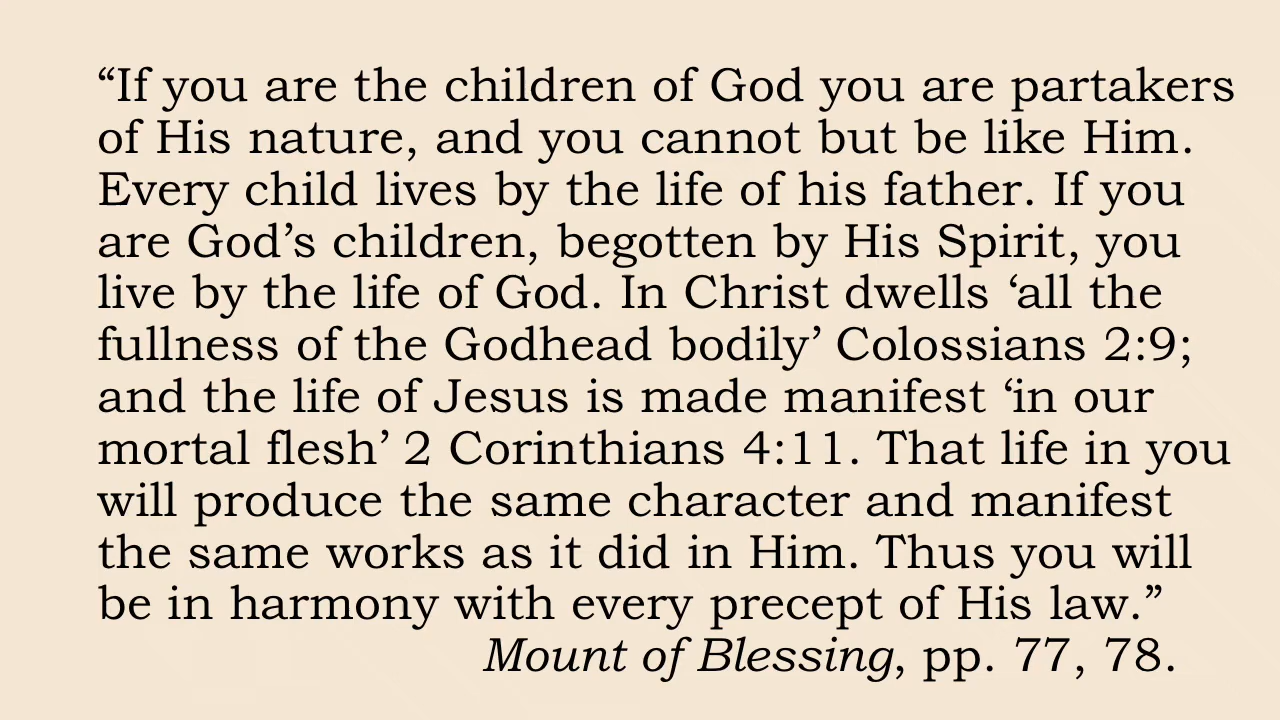 “If you are the children of God you are partakers
of His nature, and you cannot but be like Him.
Every child lives by the life of his father. If you
are God’s children, begotten by His Spirit, you
live by the life of God. In Christ dwells ‘all the
fullness of the Godhead bodily’ Colossians 2:9;
and the life of Jesus is made manifest ‘in our
mortal flesh’ 2 Corinthians 4:11. That life in you
will produce the same character and manifest
the same works as it did in Him. Thus you will
be in harmony with every precept of His law.”
Mount of Blessing, pp. 77, 78.